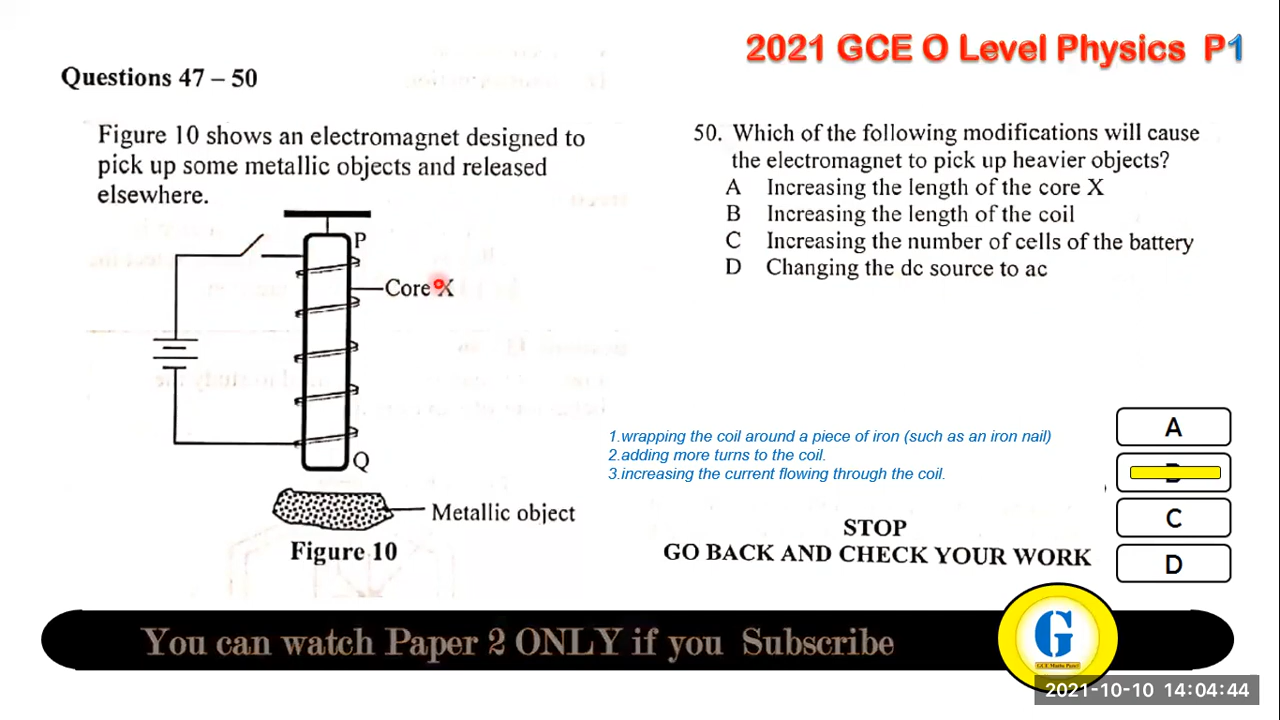 2021 GCE O Level Physics P1
Questions 47 – 50
Figure 10 shows an electromagnet designed to
pick up some metallic objects and released
elsewhere.
P
Core X
Q
Metallic object
Figure 10
50. Which of the following modifications will cause
the electromagnet to pick up heavier objects?
A Increasing the length of the core X
B Increasing the length of the coil
C Increasing the number of cells of the battery
D Changing the dc source to ac
1.wrapping the coil around a piece of iron (such as an iron nail)
2.adding more turns to the coil.
3.increasing the current flowing through the coil.
STOP
GO BACK AND CHECK YOUR WORK
A
C
D
You can watch Paper 2 ONLY if you Subscribe
G
2021-10-10 14:04:44